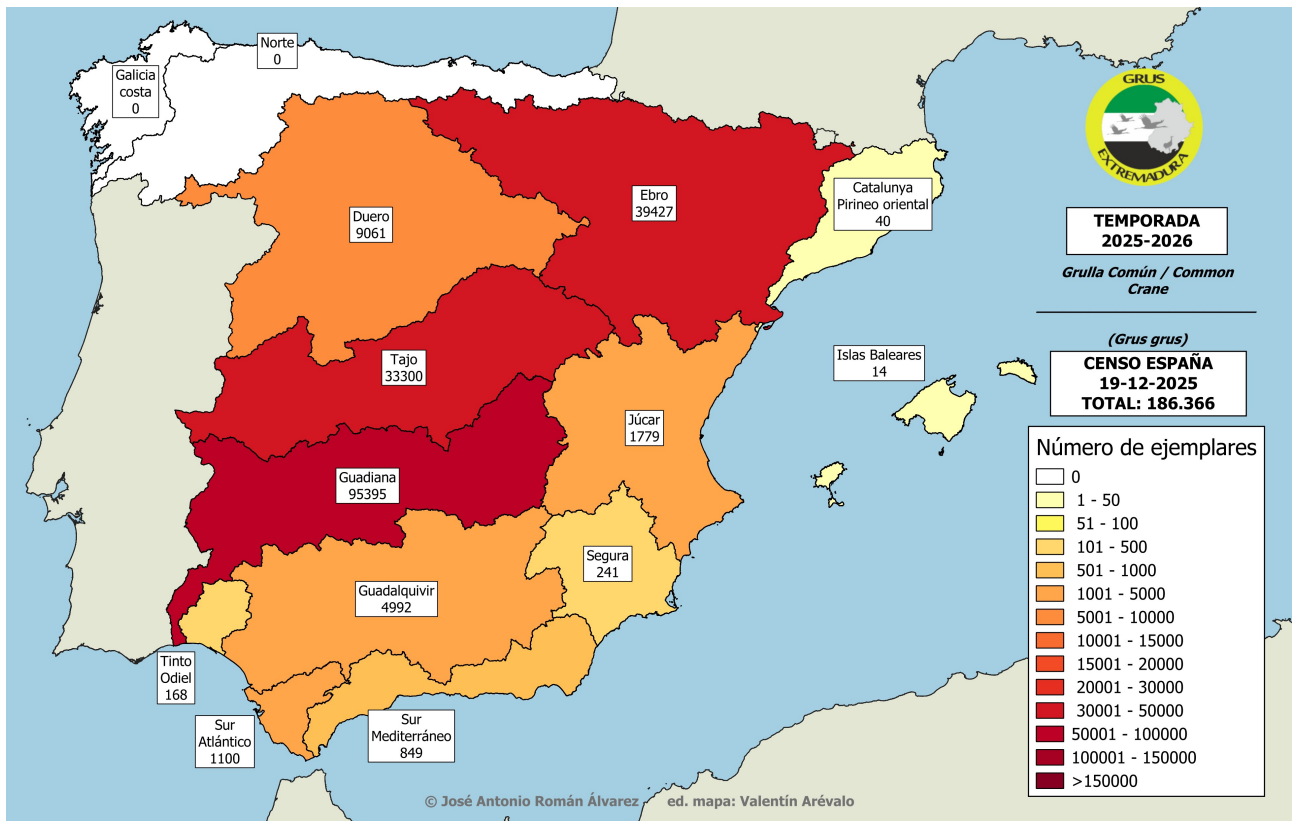 Norte
0
Galicia
costa
0
Duero
9061
Ebro
39427
Catalunya
Pirineo oriental
40
Tajo
33300
Islas Baleares
14
Júcar
1779
Guadiana
95395
Segura
241
Guadalquivir
4992
Tinto
Odiel
168
Sur
Atlántico
1100
Sur
Mediterráneo
849
GRUS
EXTREMADURA
TEMPORADA
2025-2026
Grulla Común / Common
Crane
(Grus grus)
CENSO ESPAÑA
19-12-2025
TOTAL: 186.366
Número de ejemplares
0
1 - 50
51 - 100
101 - 500
501 - 1000
1001 - 5000
5001 - 10000
10001 - 15000
15001 - 20000
20001 - 30000
30001 - 50000
50001 - 100000
100001 - 150000
>150000
© José Antonio Román Álvarez ed. mapa: Valentín Arévalo